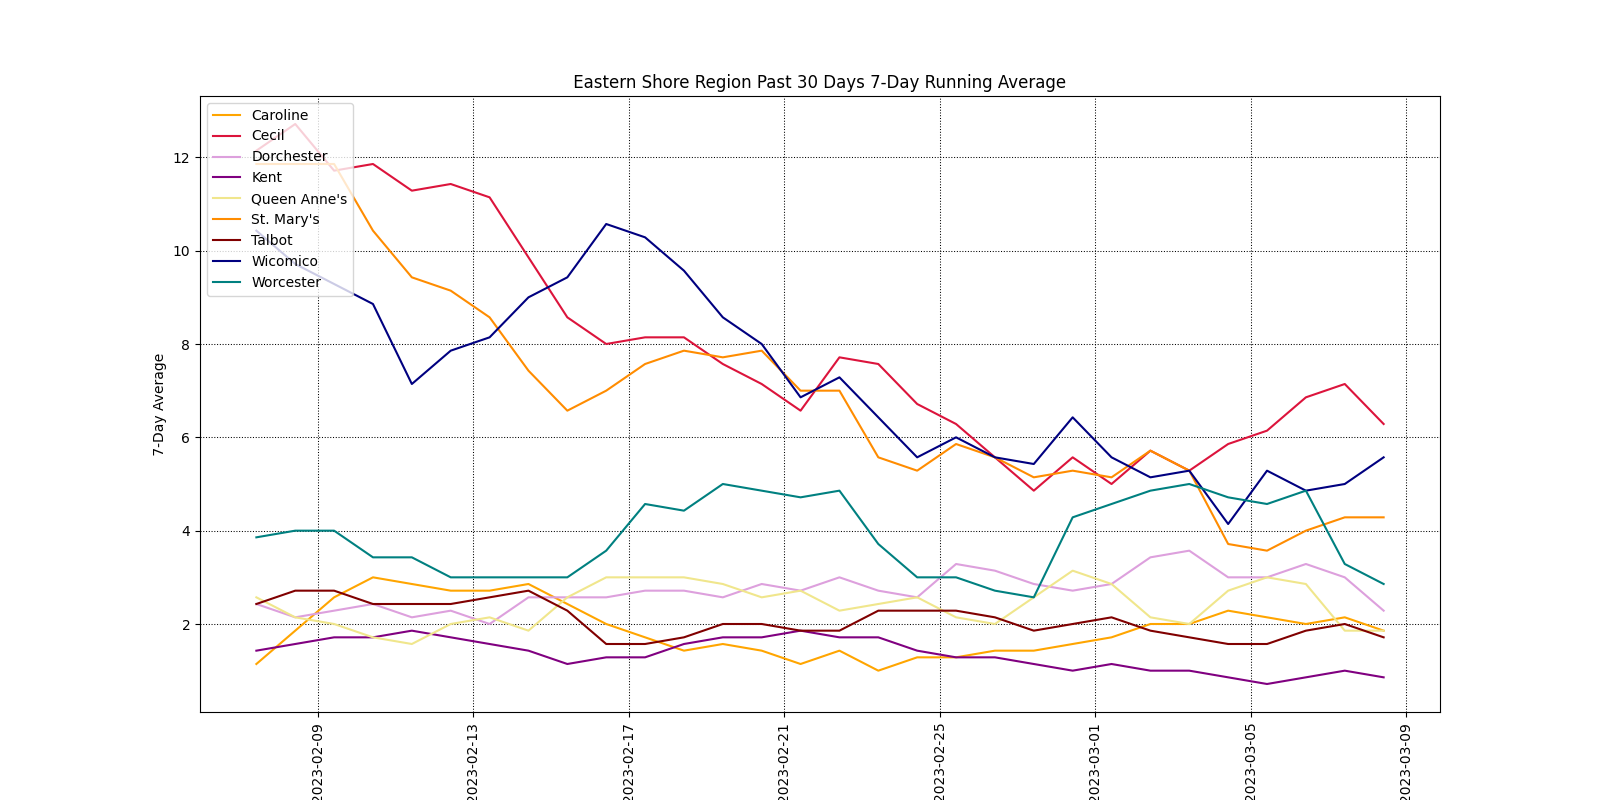 Eastern Shore Region Past 30 Days 7-Day Running Average
Caroline
Cecil
Dorchester
Kent
Queen Anne's
St. Mary's
Talbot
Wicomico
Worcester
12
10
8
6
4
2
7-Day Average
2023-02-09
2023-02-13
2023-02-17
2023-02-21
2023-02-25
2023-03-01
2023-03-05
2023-03-09